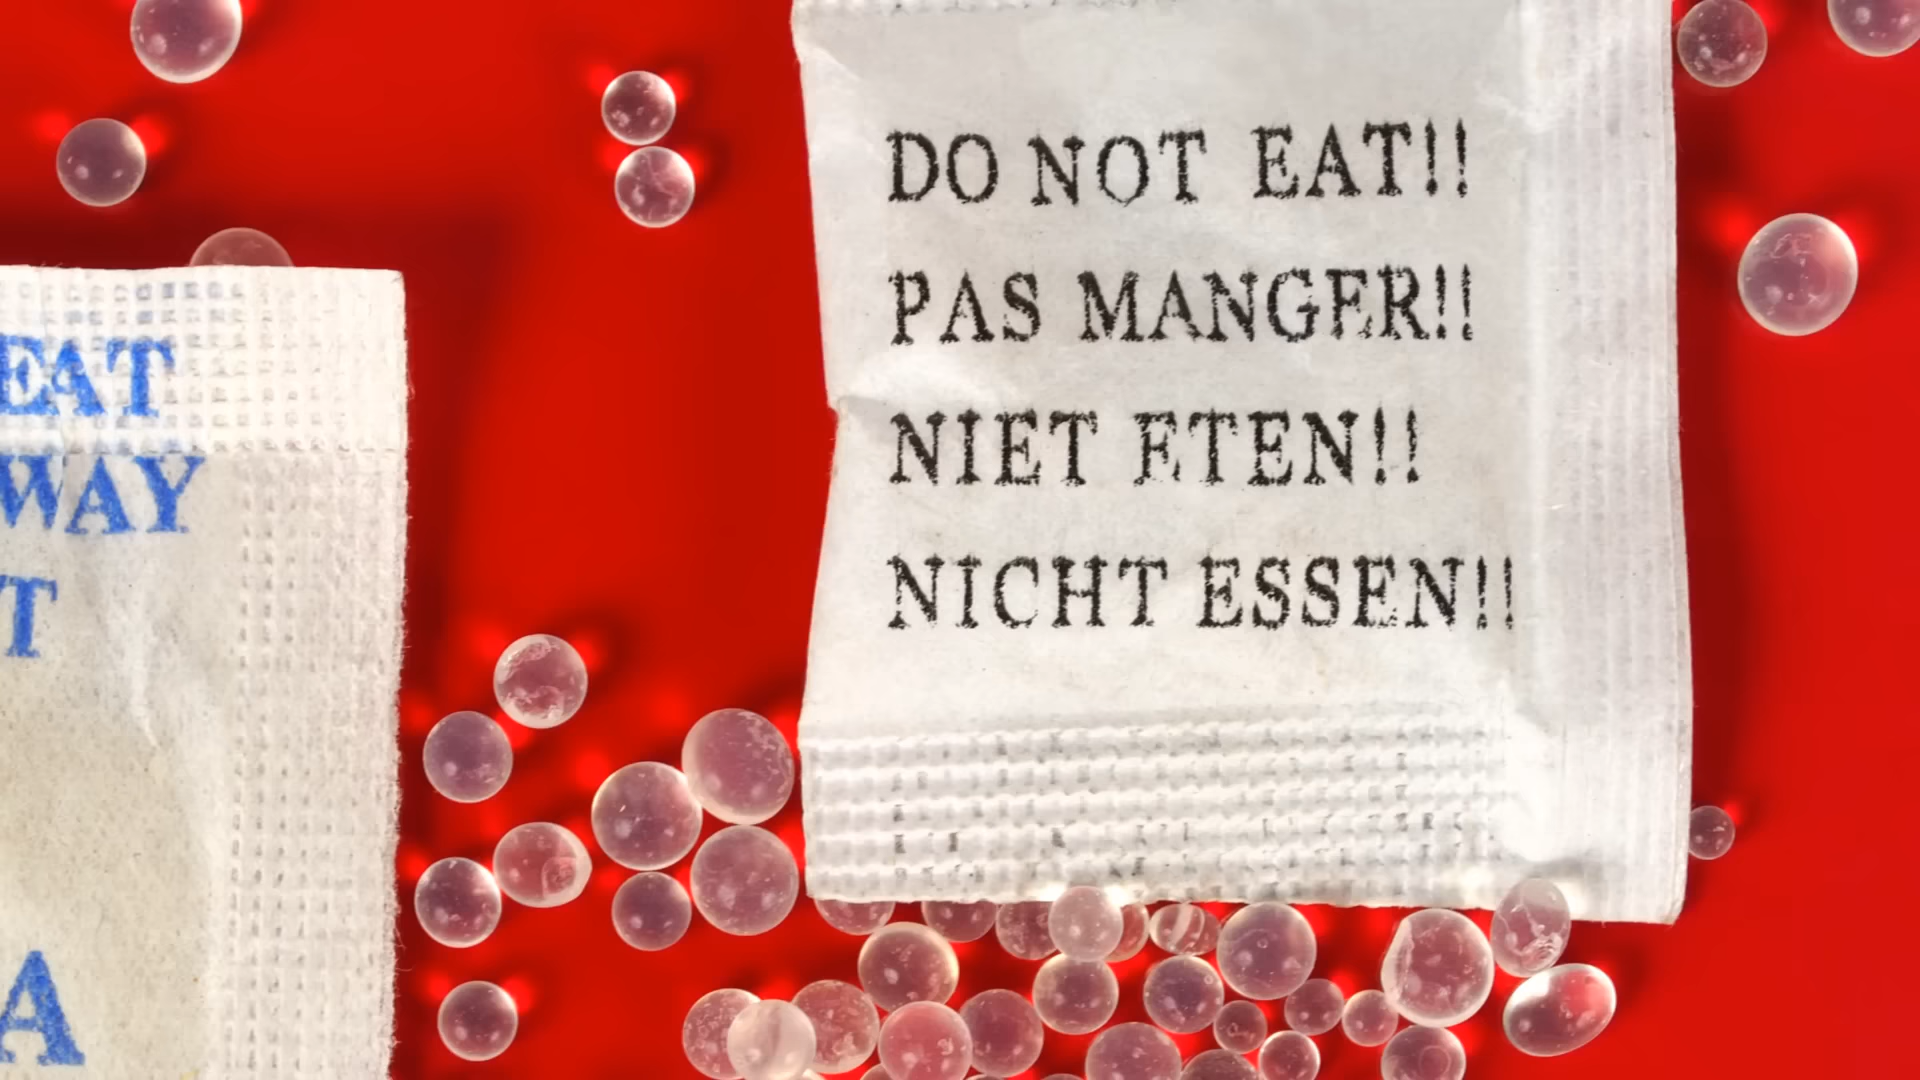 EAT
WAY
T
A
DO NOT EAT!!
PAS MANGER!!
NIET ETEN!!
NICHT ESSEN!!